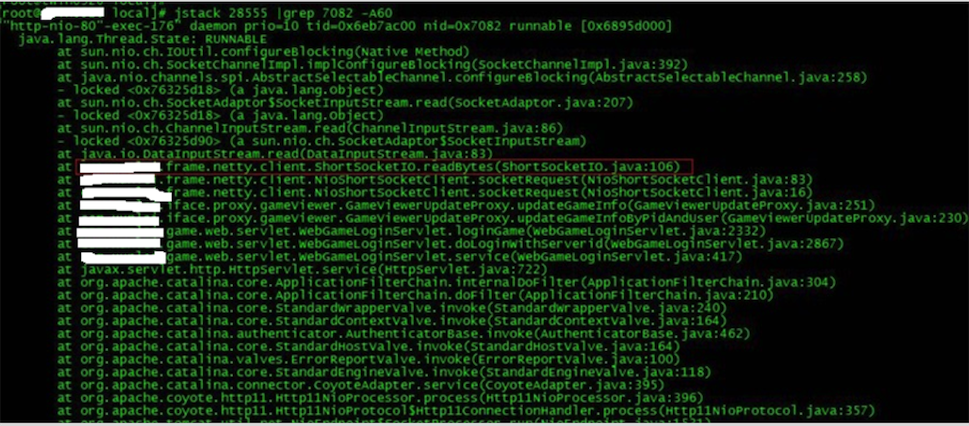 [root@ local]# jstack 28555 |grep 7082 -A60
"http-nio-80"-exec-176" daemon prio=10 tid=0x6eb7ac00 nid=0x7082 runnable [0x6895d000]
java.lang.Thread.State: RUNNABLE
at sun.nio.ch.IOUtil.configureBlocking(Native Method)
at sun.nio.ch.SocketChannelImpl.implConfigureBlocking(SocketChannelImpl.java:392)
at java.nio.channels.spi.AbstractSelectableChannel.configureBlocking(AbstractSelectableChannel.java:258)
- locked <0x76325d18> (a java.lang.Object)
at sun.nio.ch.SocketAdaptor$SocketInputStream.read(SocketAdaptor.java:207)
- locked <0x76325d18> (a java.lang.Object)
at sun.nio.ch.ChannelInputStream.read(ChannelInputStream.java:86)
- locked <0x76325d90> (a sun.nio.ch.SocketAdaptor$SocketInputStream)
at java.io.DataInputStream.read(DataInputStream.java:83)
at .frame.netty.client.ShortSocketIO.readBytes(ShortSocketIO.java:106)
at .frame.netty.client.NioShortSocketClient.socketRequest(NioShortSocketClient.java:83)
at .frame.netty.client.NioShortSocketClient.socketRequest(NioShortSocketClient.java:16)
at iface.proxy.gameViewer.GameViewerUpdateProxy.updateGameInfo(GameViewerUpdateProxy.java:251)
at iface.proxy.gameViewer.GameViewerUpdateProxy.updateGameInfoByPidAndUser(GameViewerUpdateProxy.java:230)
at game.web.servlet.WebGameLoginServlet.loginGame(WebGameLoginServlet.java:2332)
at game.web.servlet.WebGameLoginServlet.doLoginWithServerid(WebGameLoginServlet.java:2867)
at game.web.servlet.WebGameLoginServlet.service(WebGameLoginServlet.java:417)
at javax.servlet.http.HttpServlet.service(HttpServlet.java:722)
at org.apache.catalina.core.ApplicationFilterChain.internalDoFilter(ApplicationFilterChain.java:304)
at org.apache.catalina.core.ApplicationFilterChain.doFilter(ApplicationFilterChain.java:210)
at org.apache.catalina.core.StandardWrapperValve.invoke(StandardWrapperValve.java:240)
at org.apache.catalina.core.StandardContextValve.invoke(StandardContextValve.java:164)
at org.apache.catalina.authenticator.AuthenticatorBase.invoke(AuthenticatorBase.java:462)
at org.apache.catalina.core.StandardHostValve.invoke(StandardHostValve.java:164)
at org.apache.catalina.valves.ErrorReportValve.invoke(ErrorReportValve.java:100)
at org.apache.catalina.core.StandardEngineValve.invoke(StandardEngineValve.java:118)
at org.apache.catalina.connector.CoyoteAdapter.service(CoyoteAdapter.java:395)
at org.apache.coyote.http11.Http11NioProcessor.process(Http11NioProcessor.java:396)
at org.apache.coyote.http11.Http11NioProtocol$Http11ConnectionHandler.process(Http11NioProtocol.java:357)